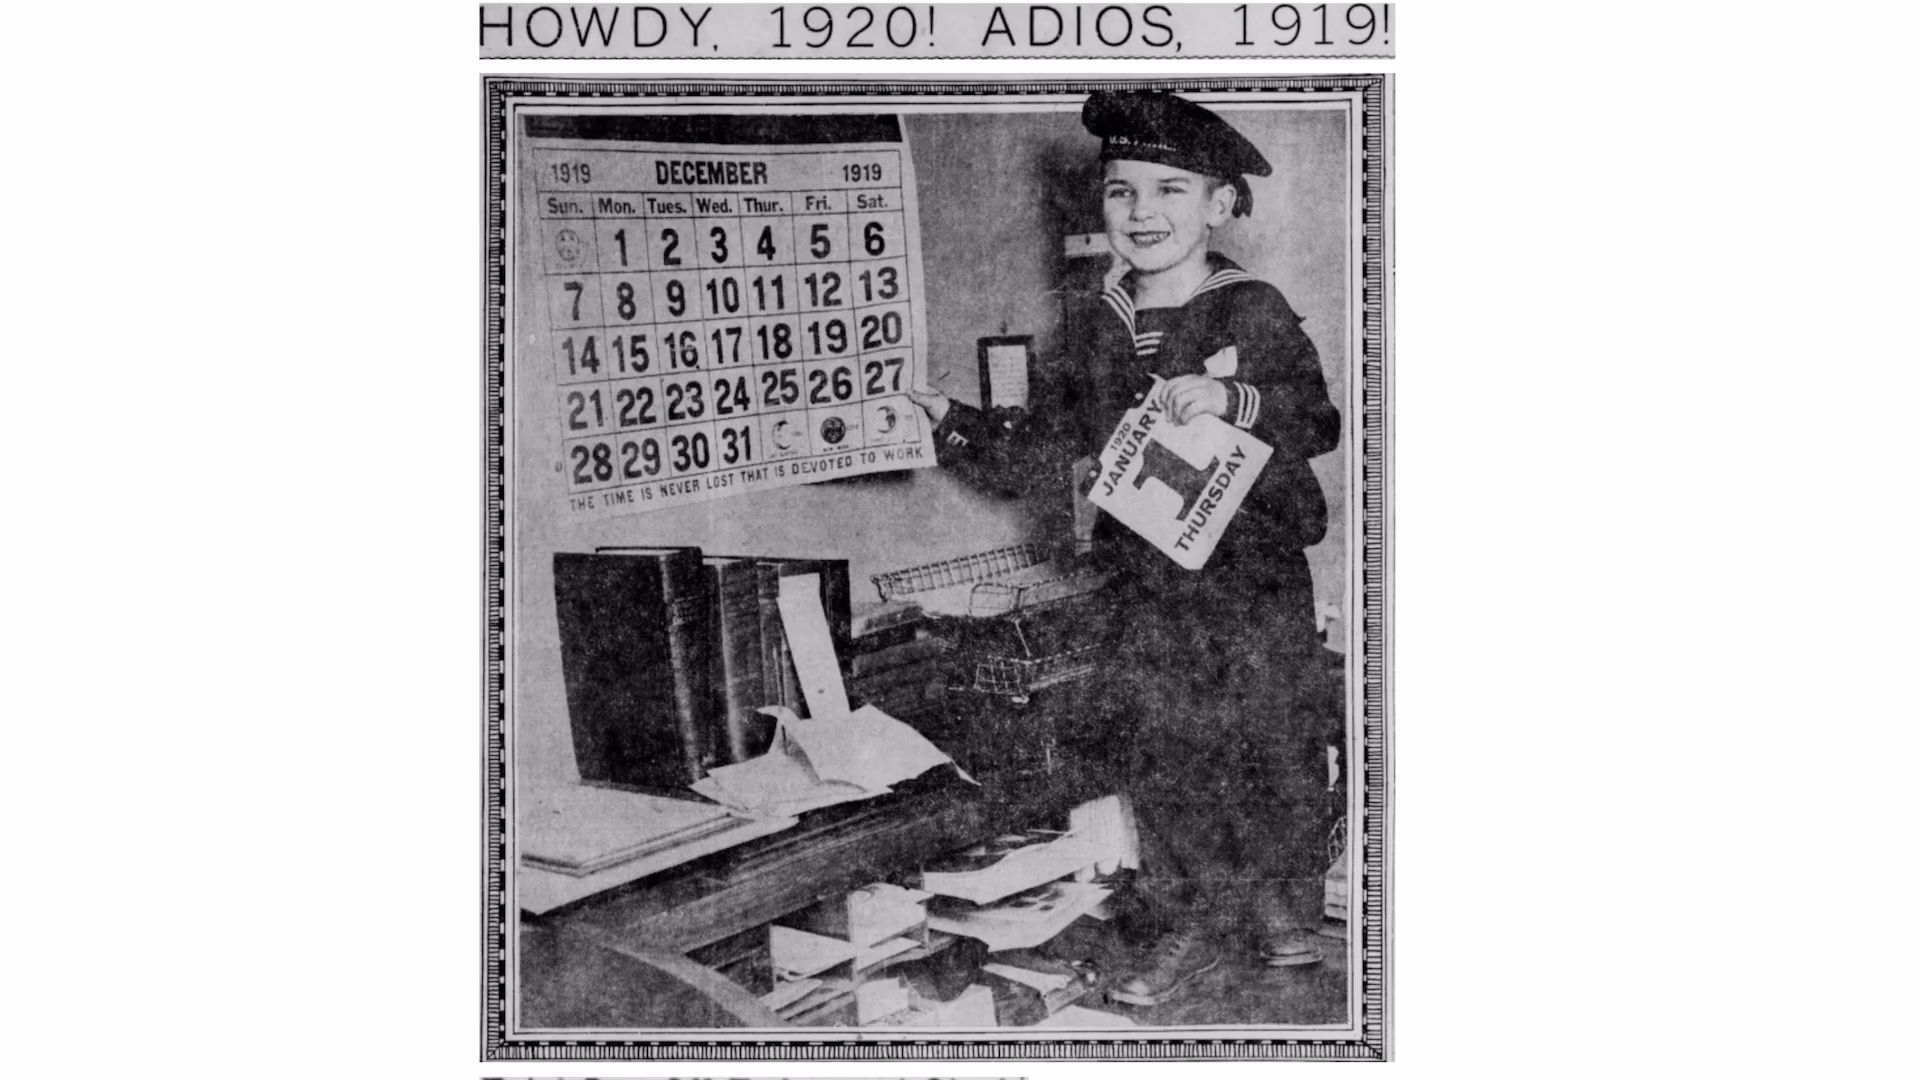 HOWDY, 1920! ADIOS, 1919!
1919 DECEMBER 1919
Sun. Mon. Tues. Wed. Thur. Fri. Sat.
1 2 3 4 5 6
7 8 9 10 11 12 13
14 15 16 17 18 19 20
21 22 23 24 25 26 27
28 29 30 31
THE TIME IS NEVER LOST THAT IS DEVOTED TO WORK
U.S.
1920
JANUARY
1
THURSDAY